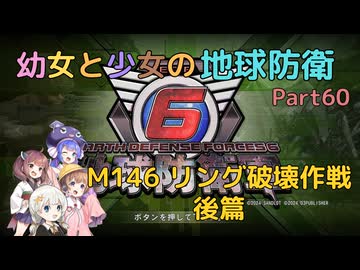 幼女と少女の地球防衛
Part60
6
EARTH DEFENSE FORCE 6
M146 リング破壊作戦
後篇
ボタンを押して
©2024 SANDLOT ©2024 D3PUBLISHER